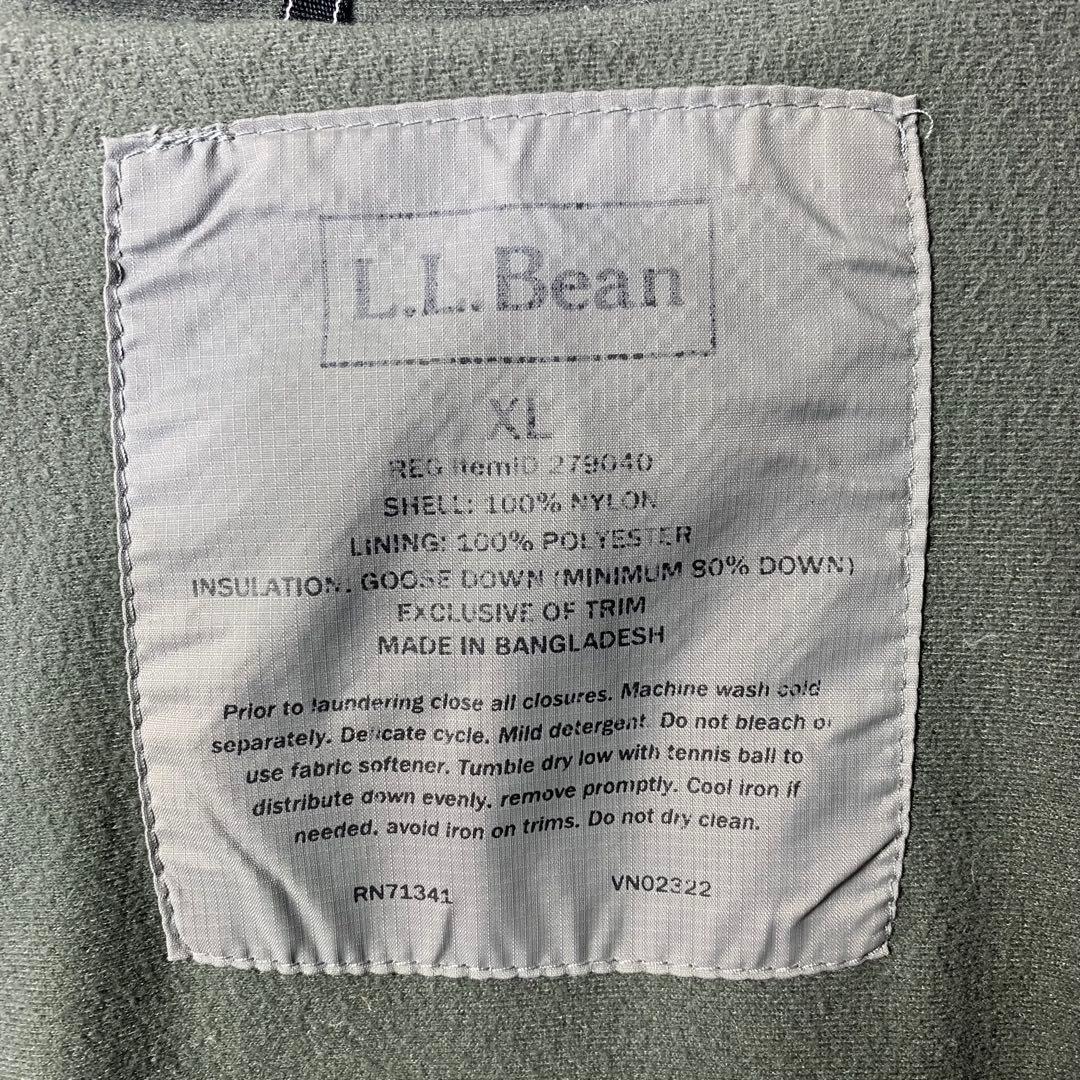 L.L.Bean
XL
REG ItemID 279040
SHELL: 100% NYLON
LINING: 100% POLYESTER
INSULATION: GOOSE DOWN (MINIMUM 80% DOWN)
EXCLUSIVE OF TRIM
MADE IN BANGLADESH
Prior to laundering close all closures. Machine wash cold
separately. Delicate cycle. Mild detergent. Do not bleach or
use fabric softener. Tumble dry low with tennis ball to
distribute down evenly. remove promptly. Cool iron if
needed. avoid iron on trims. Do not dry clean.
RN71341
VN02322